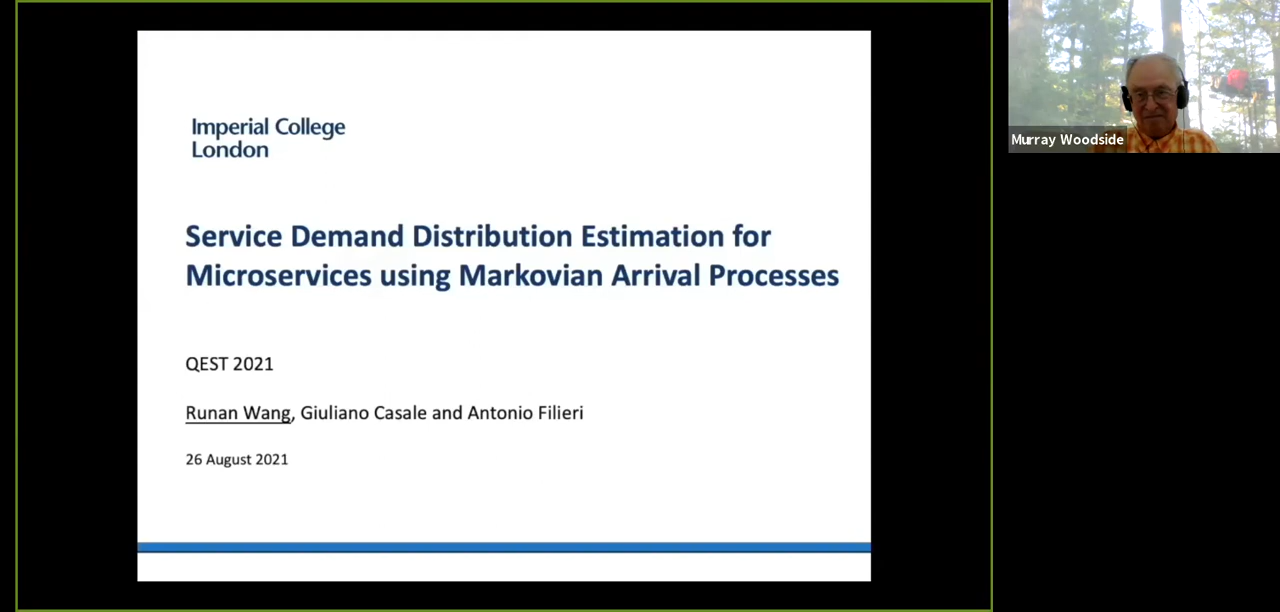 Imperial College
London
Service Demand Distribution Estimation for
Microservices using Markovian Arrival Processes
QEST 2021
Runan Wang, Giuliano Casale and Antonio Filieri
26 August 2021
Murray Woodside